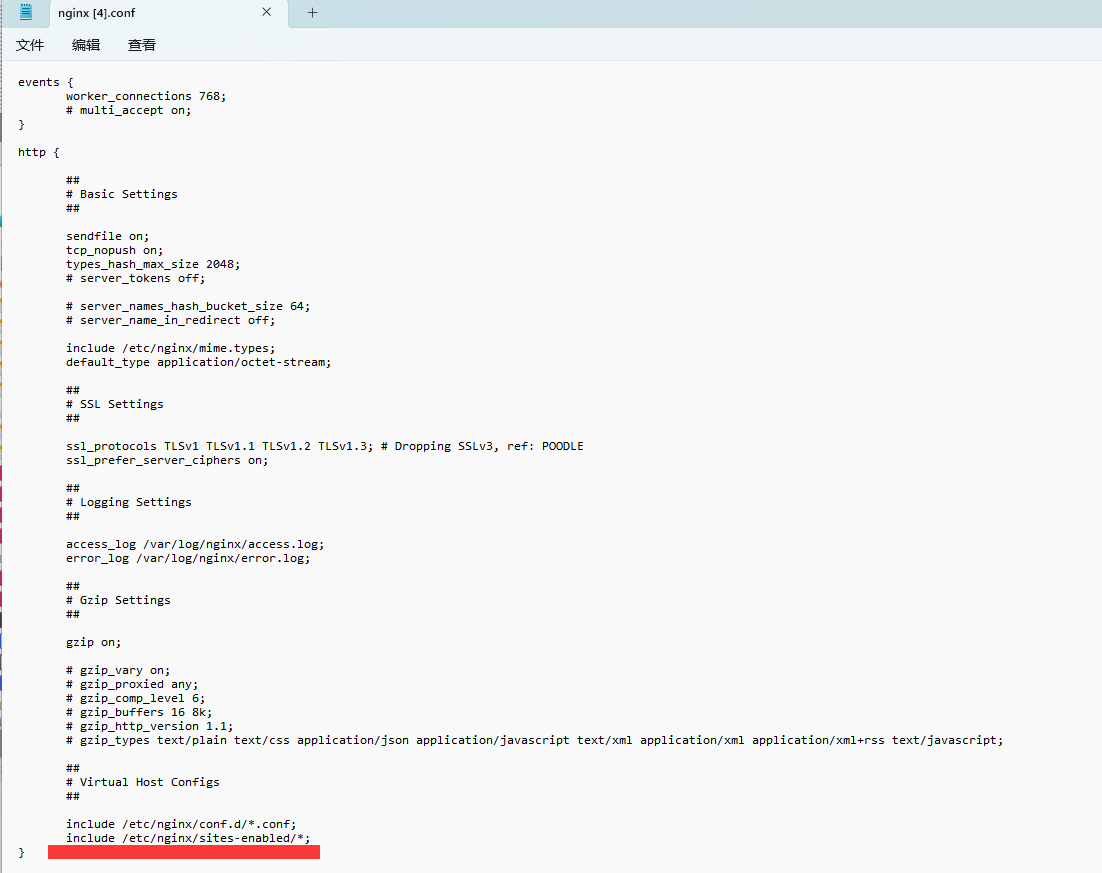 nginx [4].conf
文件 编辑 查看
events {
worker_connections 768;
# multi_accept on;
}
http {
##
# Basic Settings
##
sendfile on;
tcp_nopush on;
types_hash_max_size 2048;
# server_tokens off;
# server_names_hash_bucket_size 64;
# server_name_in_redirect off;
include /etc/nginx/mime.types;
default_type application/octet-stream;
##
# SSL Settings
##
ssl_protocols TLSv1 TLSv1.1 TLSv1.2 TLSv1.3; # Dropping SSLv3, ref: POODLE
ssl_prefer_server_ciphers on;
##
# Logging Settings
##
access_log /var/log/nginx/access.log;
error_log /var/log/nginx/error.log;
##
# Gzip Settings
##
gzip on;
# gzip_vary on;
# gzip_proxied any;
# gzip_comp_level 6;
# gzip_buffers 16 8k;
# gzip_http_version 1.1;
# gzip_types text/plain text/css application/json application/javascript text/xml application/xml application/xml+rss text/javascript;
##
# Virtual Host Configs
##
include /etc/nginx/conf.d/*.conf;
include /etc/nginx/sites-enabled/*;
}